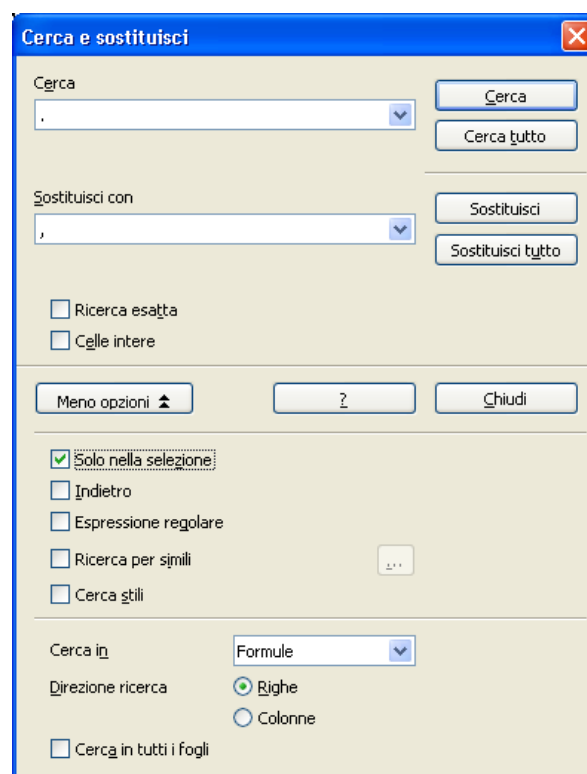 Cerca e sostituisci
Cerca
.
Cerca
Cerca tutto
Sostituisci con
,
Sostituisci
Sostituisci tutto
Ricerca esatta
Celle intere
Meno opzioni
?
Chiudi
Solo nella selezione
Indietro
Espressione regolare
Ricerca per simili
...
Cerca stili
Cerca in
Formule
Direzione ricerca
Righe
Colonne
Cerca in tutti i fogli